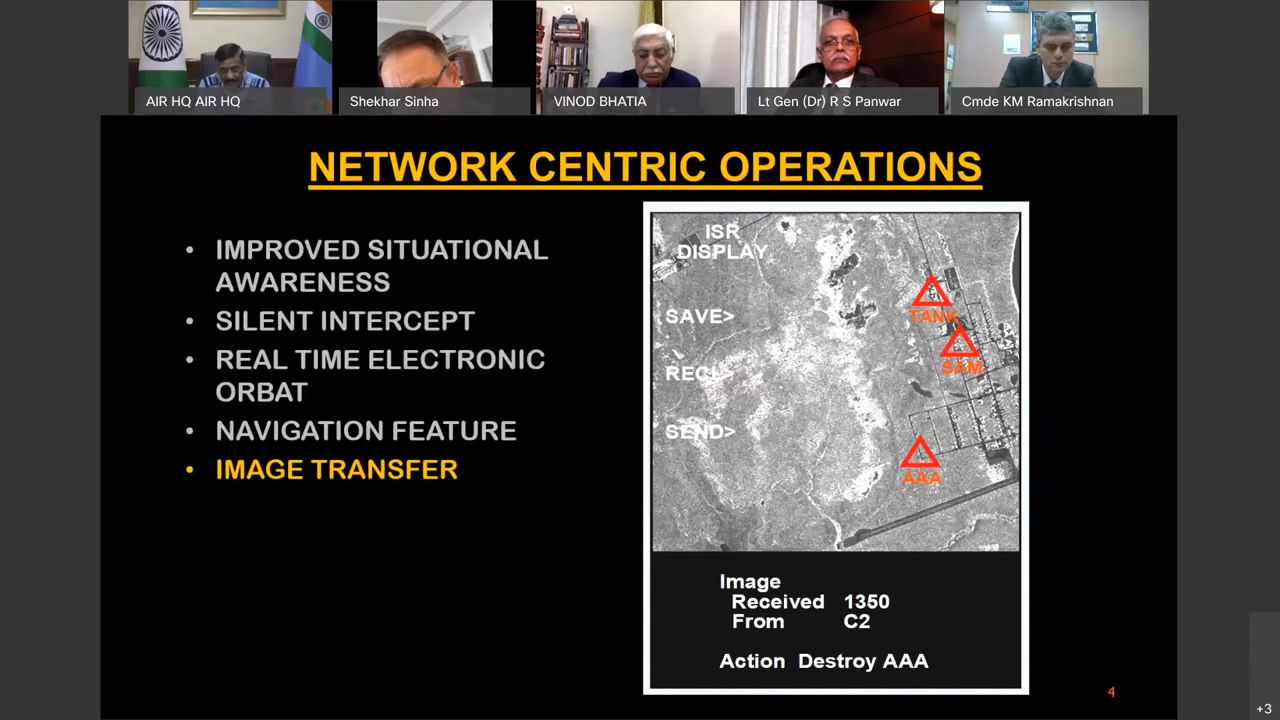 AIR HQ AIR HQ
Shekhar Sinha
VINOD BHATIA
Lt Gen (Dr) R S Panwar
Cmde KM Ramakrishnan
NETWORK CENTRIC OPERATIONS
• IMPROVED SITUATIONAL
AWARENESS
• SILENT INTERCEPT
• REAL TIME ELECTRONIC
ORBAT
• NAVIGATION FEATURE
• IMAGE TRANSFER
ISR
DISPLAY
SAVE>
SEND>
TANK
SAM
AAA
Image
Received 1350
From C2
Action Destroy AAA
4
+3